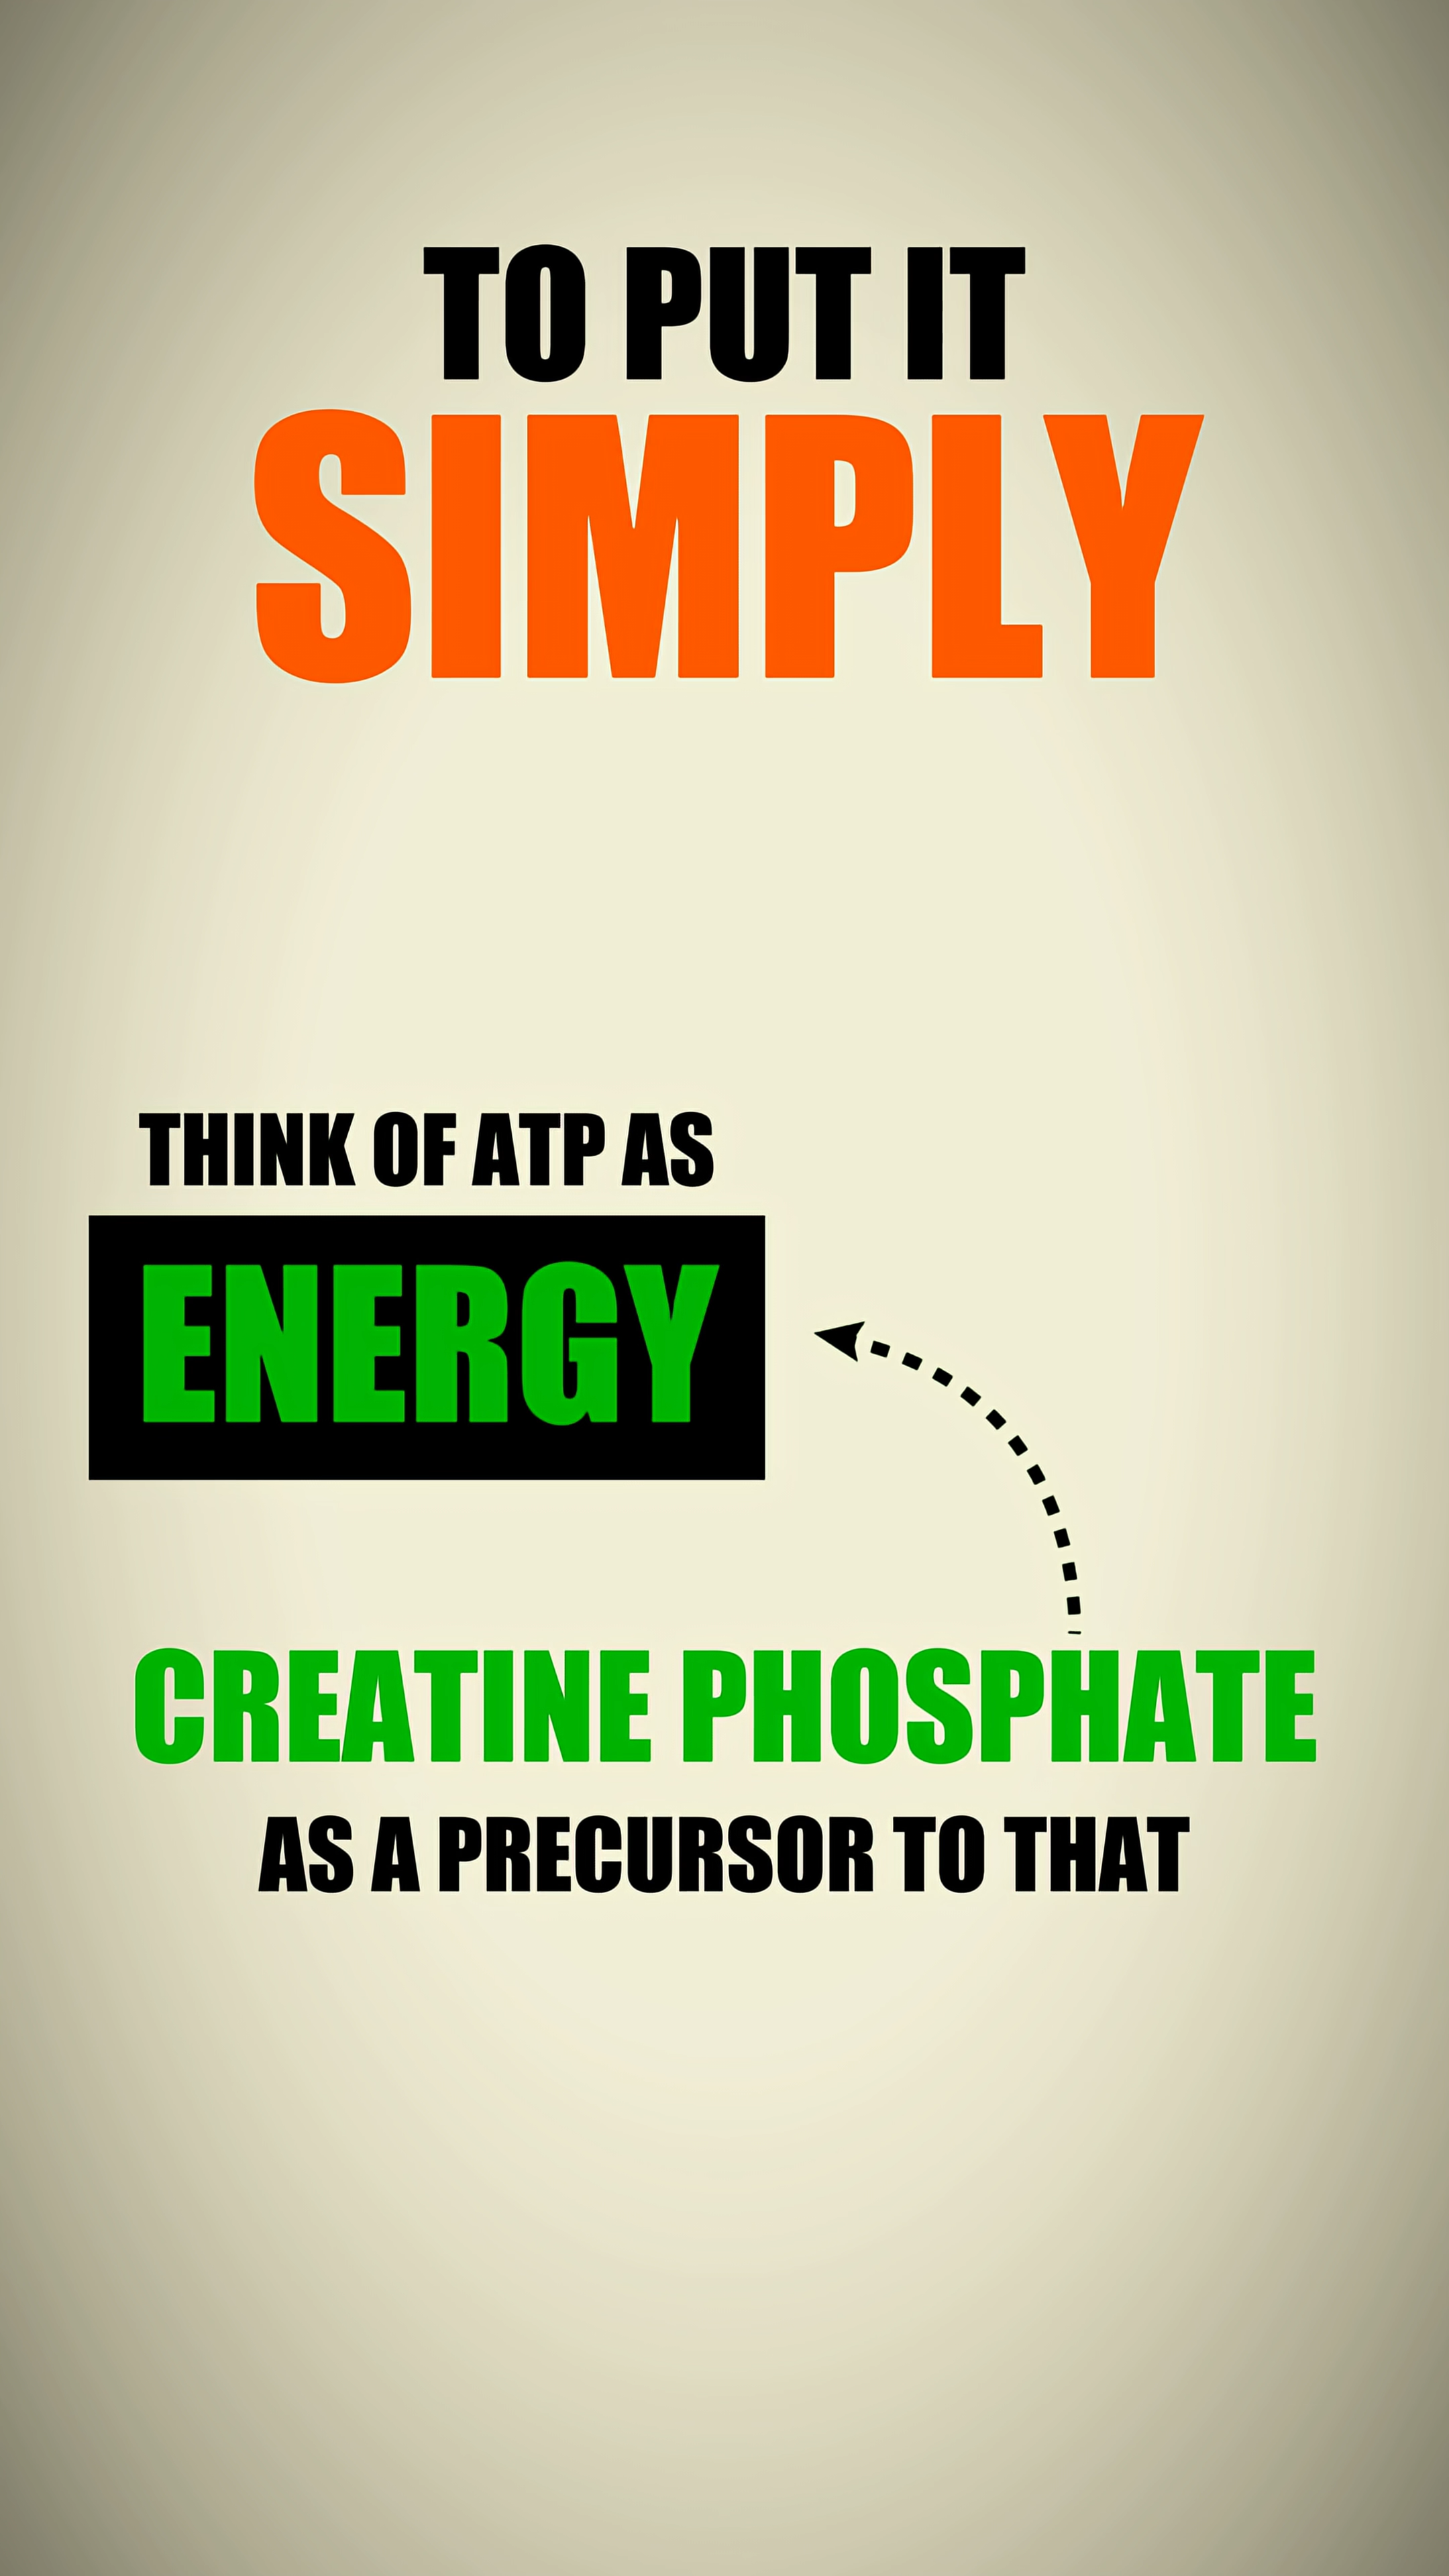 TO PUT IT
SIMPLY
THINK OF ATP AS
ENERGY
CREATINE PHOSPHATE
AS A PRECURSOR TO THAT